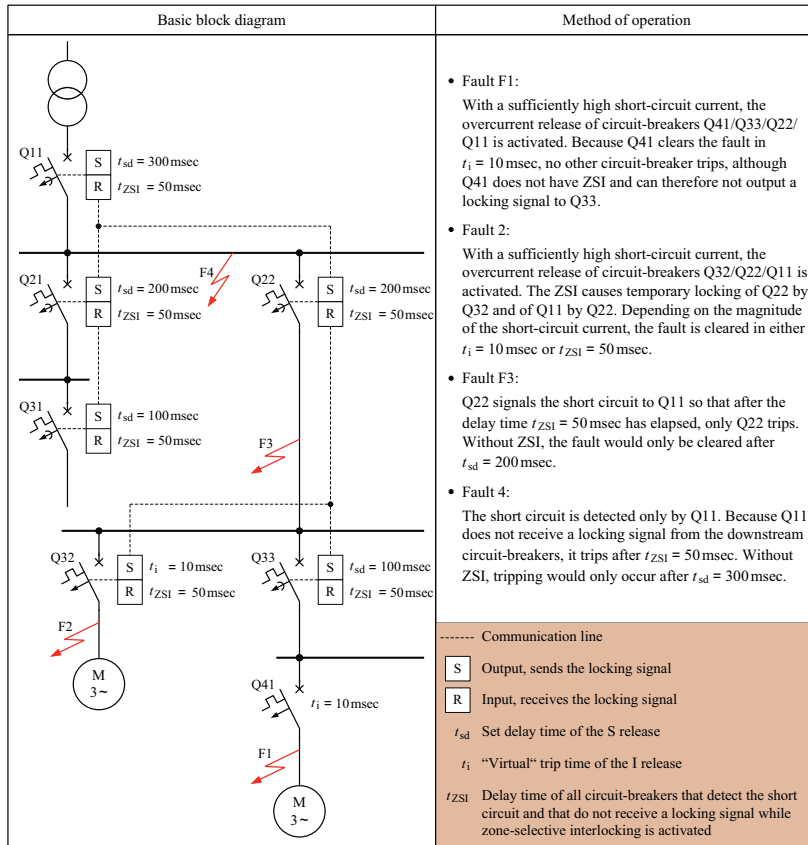 Basic block diagram
Method of operation
Q11
S
R
tsd = 300 msec
tZSI = 50 msec
F4
Q21
S
R
tsd = 200 msec
tZSI = 50 msec
Q22
S
R
tsd = 200 msec
tZSI = 50 msec
Q31
S
R
tsd = 100 msec
tZSI = 50 msec
F3
Q32
S
R
ti = 10 msec
tZSI = 50 msec
Q33
S
R
tsd = 100 msec
tZSI = 50 msec
F2
M
3~
Q41
ti = 10 msec
F1
M
3~
• Fault F1:
With a sufficiently high short-circuit current, the
overcurrent release of circuit-breakers Q41/Q33/Q22/
Q11 is activated. Because Q41 clears the fault in
ti = 10 msec, no other circuit-breaker trips, although
Q41 does not have ZSI and can therefore not output a
locking signal to Q33.
• Fault 2:
With a sufficiently high short-circuit current, the
overcurrent release of circuit-breakers Q32/Q22/Q11 is
activated. The ZSI causes temporary locking of Q22 by
Q32 and of Q11 by Q22. Depending on the magnitude
of the short-circuit current, the fault is cleared in either
ti = 10 msec or tZSI = 50 msec.
• Fault F3:
Q22 signals the short circuit to Q11 so that after the
delay time tZSI = 50 msec has elapsed, only Q22 trips.
Without ZSI, the fault would only be cleared after
tsd = 200 msec.
• Fault 4:
The short circuit is detected only by Q11. Because Q11
does not receive a locking signal from the downstream
circuit-breakers, it trips after tZSI = 50 msec. Without
ZSI, tripping would only occur after tsd = 300 msec.
Communication line
S Output, sends the locking signal
R Input, receives the locking signal
tsd Set delay time of the S release
ti “Virtual“ trip time of the I release
tZSI Delay time of all circuit-breakers that detect the short
circuit and that do not receive a locking signal while
zone-selective interlocking is activated